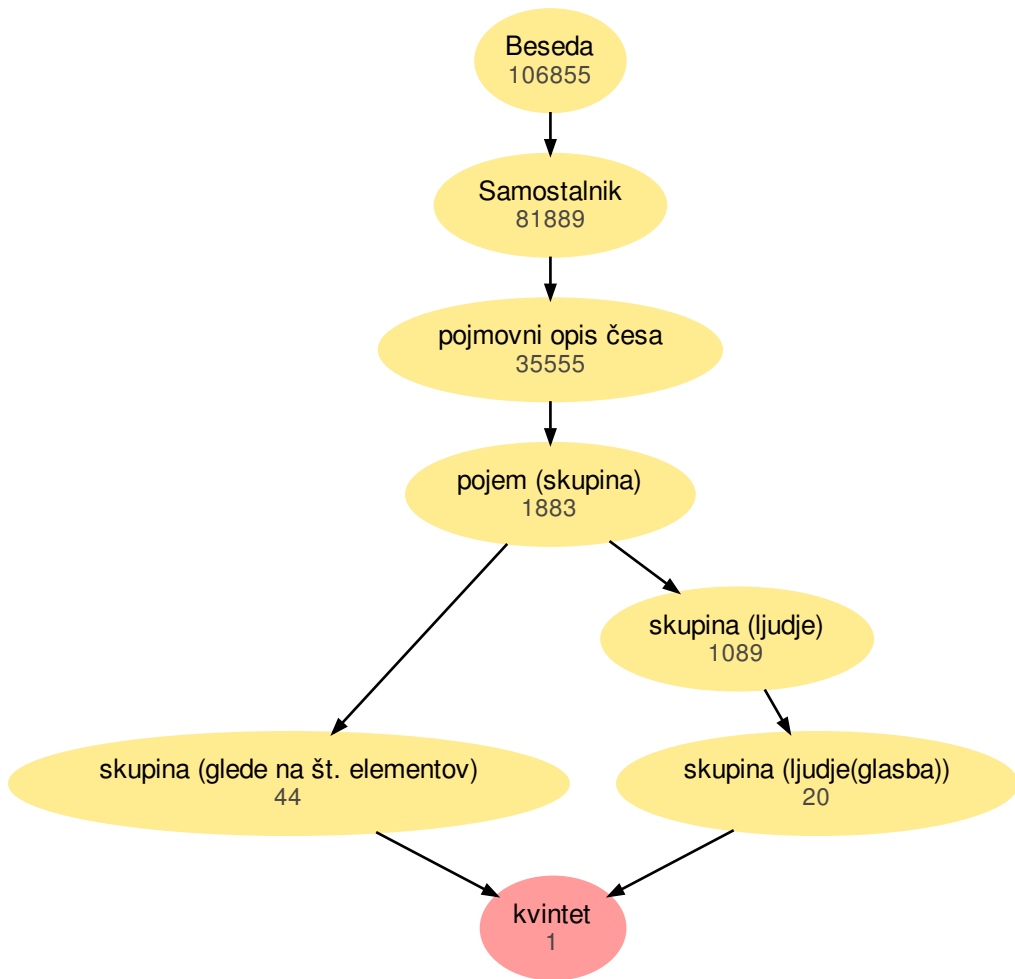 Beseda
106855
Samostalnik
81889
pojmovni opis česa
35555
pojem (skupina)
1883
skupina (ljudje)
1089
skupina (glede na št. elementov)
44
skupina (ljudje(glasba))
20
kvintet
1